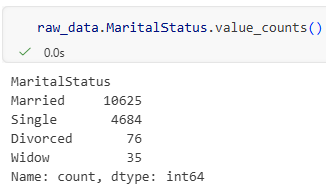 raw_data.MaritalStatus.value_counts()
0.0s
MaritalStatus
Married     10625
Single       4684
Divorced       76
Widow          35
Name: count, dtype: int64